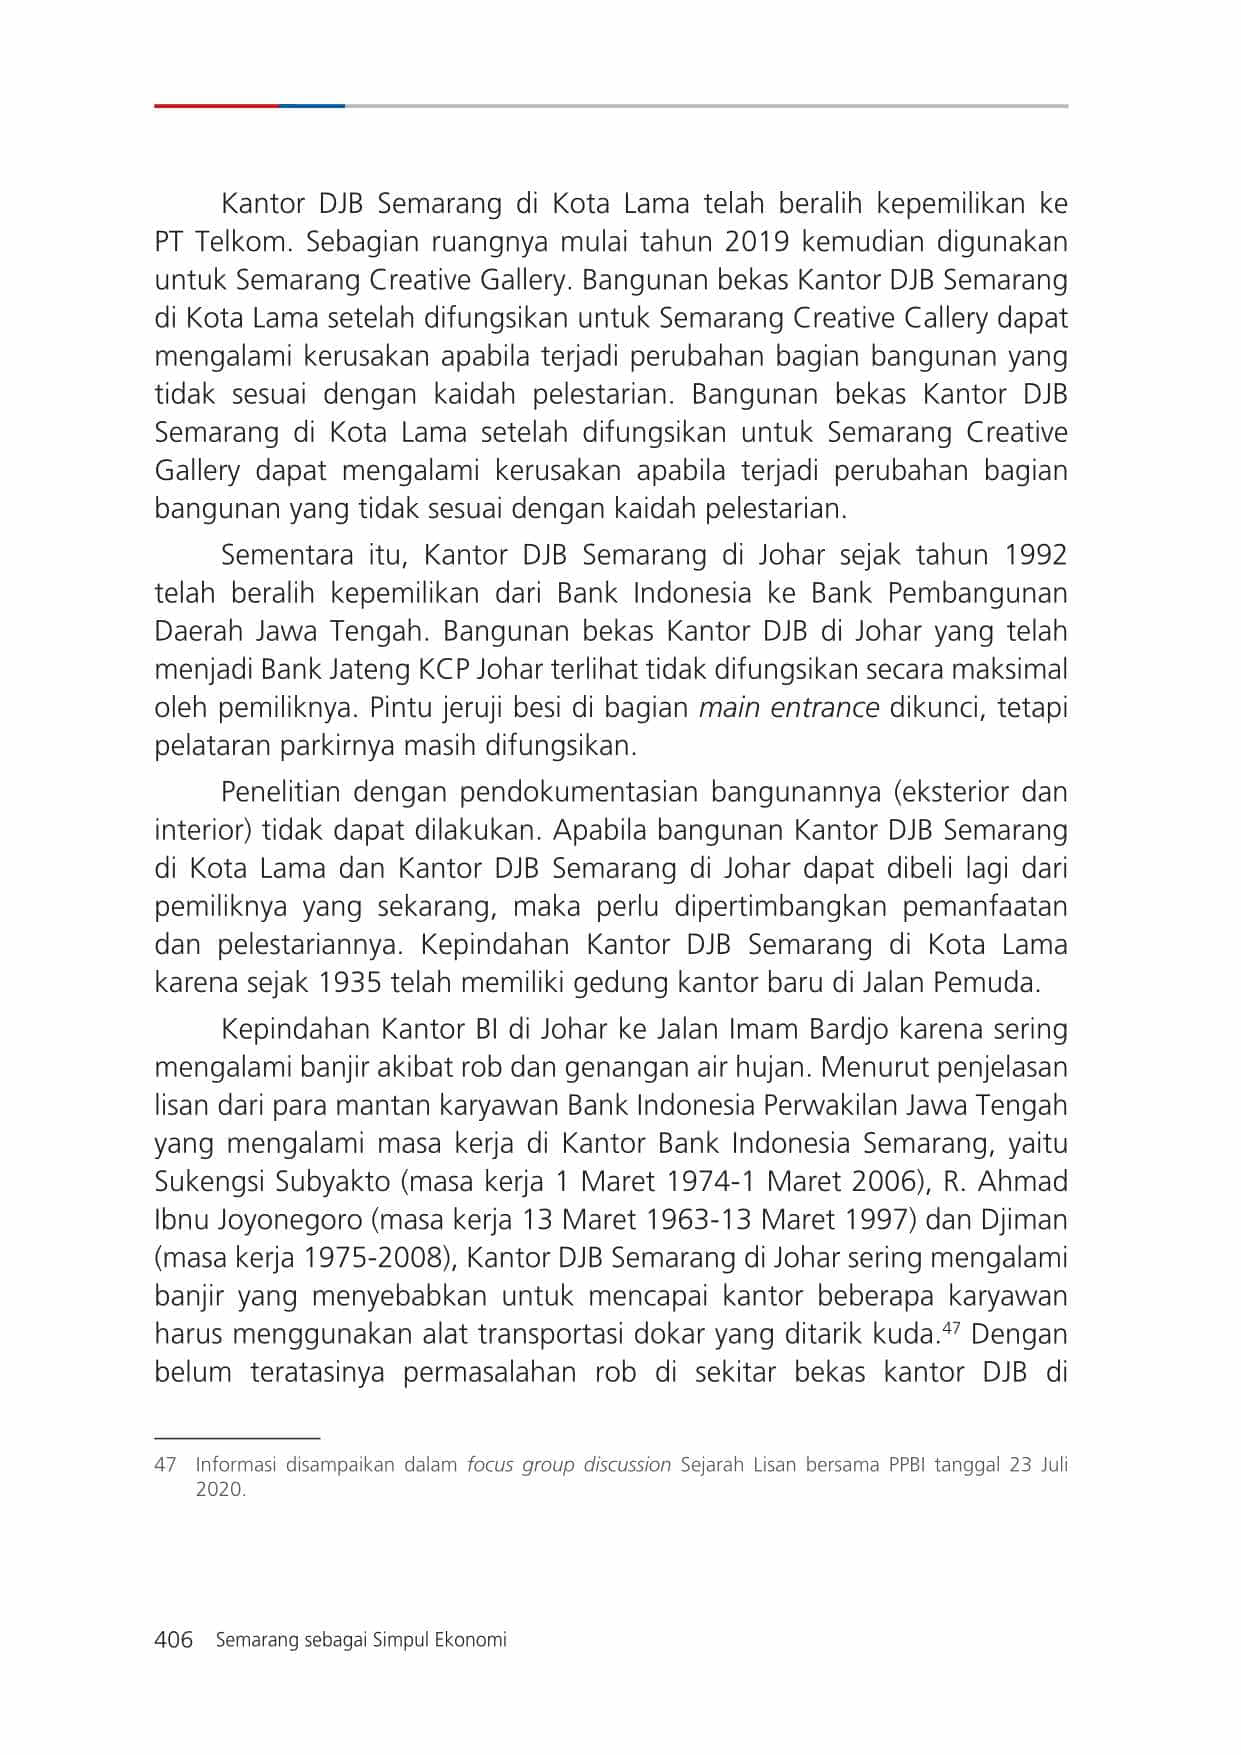 Kantor DJB Semarang di Kota Lama telah beralih kepemilikan ke
PT Telkom. Sebagian ruangnya mulai tahun 2019 kemudian digunakan
untuk Semarang Creative Gallery. Bangunan bekas Kantor DJB Semarang
di Kota Lama setelah difungsikan untuk Semarang Creative Callery dapat
mengalami kerusakan apabila terjadi perubahan bagian bangunan yang
tidak sesuai dengan kaidah pelestarian. Bangunan bekas Kantor DJB
Semarang di Kota Lama setelah difungsikan untuk Semarang Creative
Gallery dapat mengalami kerusakan apabila terjadi perubahan bagian
bangunan yang tidak sesuai dengan kaidah pelestarian.
Sementara itu, Kantor DJB Semarang di Johar sejak tahun 1992
telah beralih kepemilikan dari Bank Indonesia ke Bank Pembangunan
Daerah Jawa Tengah. Bangunan bekas Kantor DJB di Johar yang telah
menjadi Bank Jateng KCP Johar terlihat tidak difungsikan secara maksimal
oleh pemiliknya. Pintu jeruji besi di bagian main entrance dikunci, tetapi
pelataran parkirnya masih difungsikan.
Penelitian dengan pendokumentasian bangunannya (eksterior dan
interior) tidak dapat dilakukan. Apabila bangunan Kantor DJB Semarang
di Kota Lama dan Kantor DJB Semarang di Johar dapat dibeli lagi dari
pemiliknya yang sekarang, maka perlu dipertimbangkan pemanfaatan
dan pelestariannya. Kepindahan Kantor DJB Semarang di Kota Lama
karena sejak 1935 telah memiliki gedung kantor baru di Jalan Pemuda.
Kepindahan Kantor BI di Johar ke Jalan Imam Bardjo karena sering
mengalami banjir akibat rob dan genangan air hujan. Menurut penjelasan
lisan dari para mantan karyawan Bank Indonesia Perwakilan Jawa Tengah
yang mengalami masa kerja di Kantor Bank Indonesia Semarang, yaitu
Sukengsi Subyakto (masa kerja 1 Maret 1974-1 Maret 2006), R. Ahmad
Ibnu Joyonegoro (masa kerja 13 Maret 1963-13 Maret 1997) dan Djiman
(masa kerja 1975-2008), Kantor DJB Semarang di Johar sering mengalami
banjir yang menyebabkan untuk mencapai kantor beberapa karyawan
harus menggunakan alat transportasi dokar yang ditarik kuda.47 Dengan
belum teratasinya permasalahan rob di sekitar bekas kantor DJB di
47 Informasi disampaikan dalam focus group discussion Sejarah Lisan bersama PPBI tanggal 23 Juli
2020.
406 Semarang sebagai Simpul Ekonomi